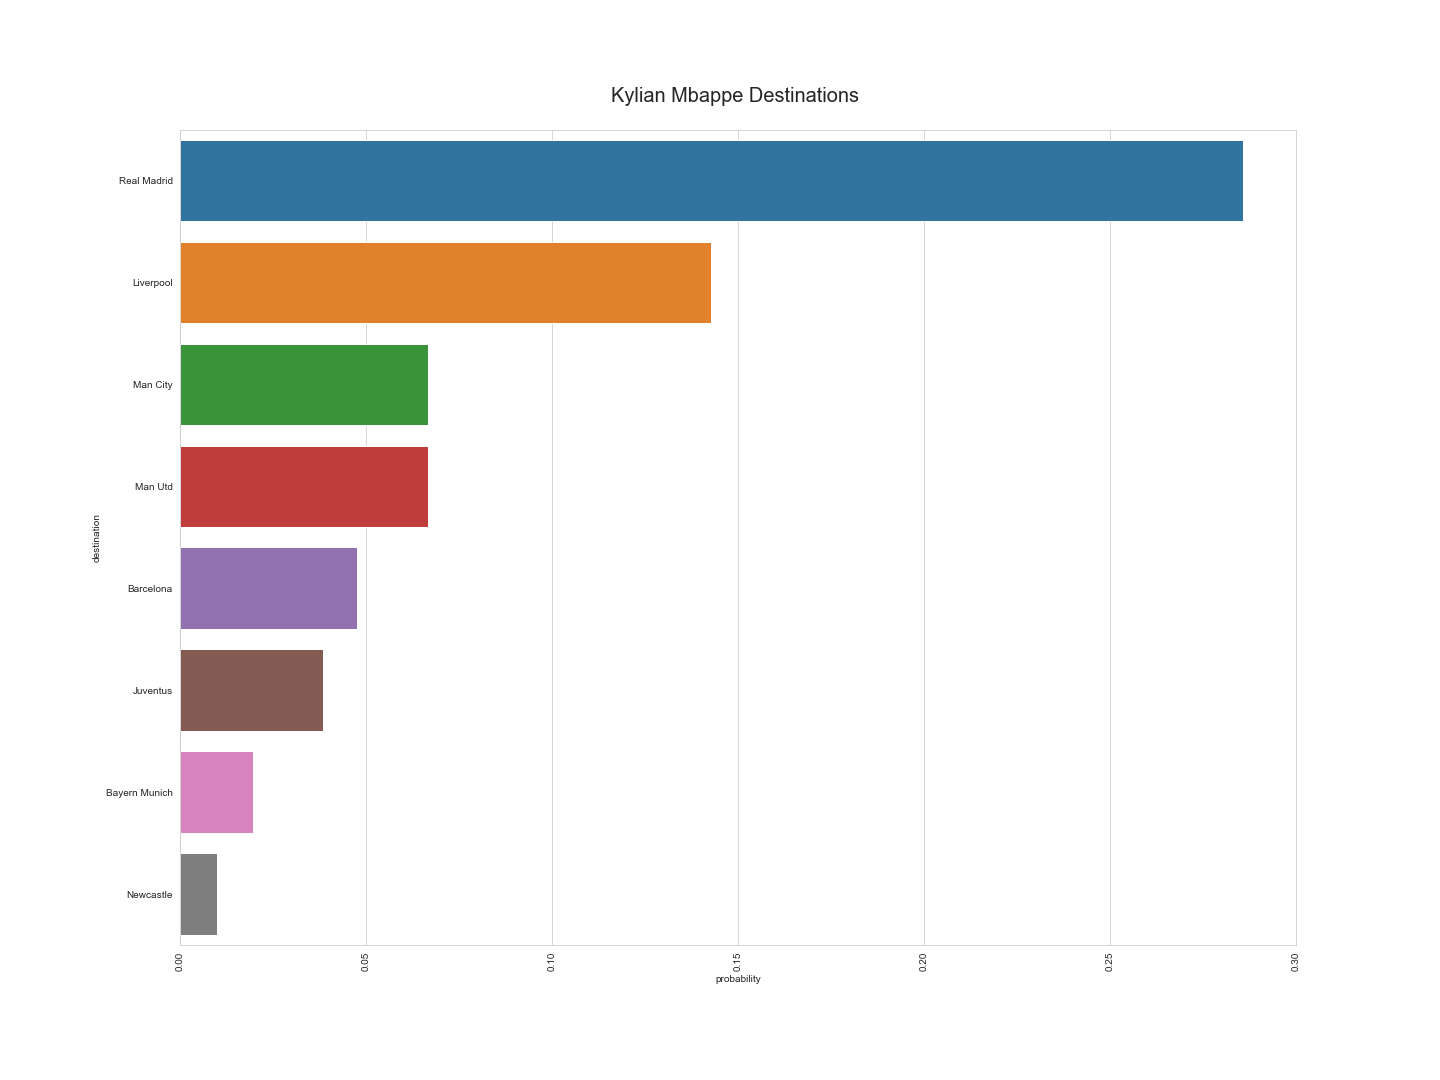 Kylian Mbappe Destinations
Real Madrid
Liverpool
Man City
Man Utd
Barcelona
Juventus
Bayern Munich
Newcastle
destination
0.00
0.05
0.10
0.15
0.20
0.25
0.30
probability